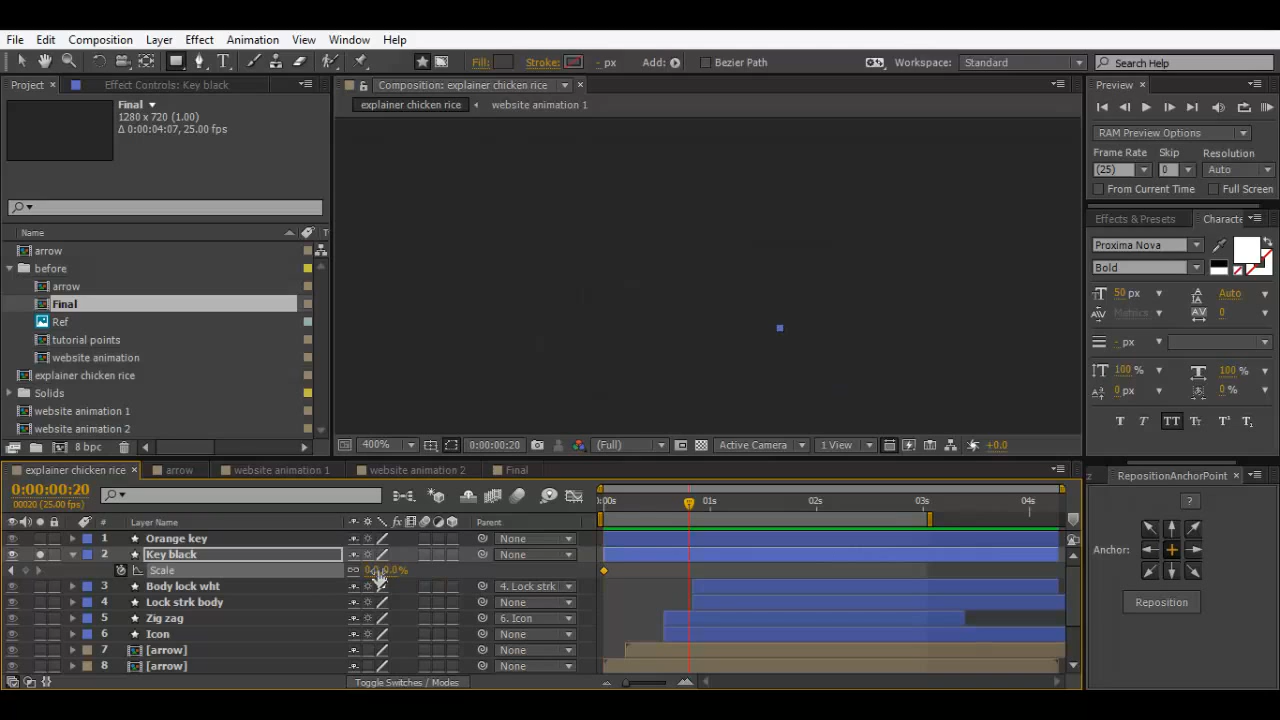 File Edit Composition Layer Effect Animation View Window Help
Fill: Stroke: - px Add: Bezier Path Workspace: Standard Search Help
Project Effect Controls: Key black Composition: explainer chicken rice Preview
Final
1280 x 720 (1.00)
Δ 0:00:04:07, 25.00 fps
explainer chicken rice website animation 1
RAM Preview Options
Frame Rate Skip Resolution
(25) 0 Auto
From Current Time Full Screen
Name T
Effects & Presets Characte
arrow
before
arrow
Final
Ref
tutorial points
website animation
explainer chicken rice
Solids
website animation 1
website animation 2
Proxima Nova
Bold
50 px Auto
Metrics 0
- px
100 % 100 %
0 px 0 %
T T TT Tт T¹ T₁
8 bpc
400% 0:00:00:20 (Full) Active Camera 1 View +0.0
explainer chicken rice arrow website animation 1 website animation 2 Final
z RepositionAnchorPoint
0:00:00:20
00020 (25.00 fps)
?
Anchor:
Reposition
# Layer Name fx Parent
00s 01s 02s 03s 04s
1 Orange key None
2 Key black None
Scale
3 Body lock wht 4. Lock strk
4 Lock strk body None
5 Zig zag 6. Icon
6 Icon None
7 [arrow] None
8 [arrow] None
Toggle Switches / Modes